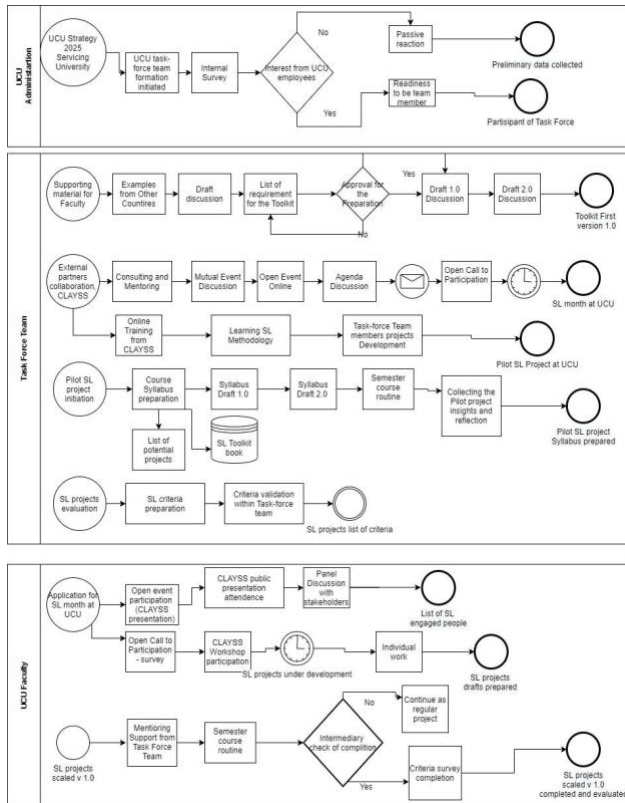 UCU
Administartion
UCU Strategy
2025
Servicing
University
UCU task-
force team
formation
initiated
Internal
Survey
Interest from UCU
employees
No
Passive
reaction
Preliminary data collected
Yes
Readiness
to be team
member
Partisipant of Task Force
Task Force Team
Supporting
material for
Faculty
Examples
from Other
Countires
Draft
discussion
List of
requirement
for the Toolkit
Approval for
the
Preparation
Yes
No
Draft 1.0
Discussion
Draft 2.0
Discussion
Toolkit First
version 1.0
External
partners
collaboration,
CLAYSS
Consulting and
Mentoring
Mutual Event
Discussion
Open Event
Online
Agenda
Discussion
Open Call to
Participation
SL month at UCU
Online
Training from
CLAYSS
Learning SL
Methodology
Task-force Team
members projects
Development
Pilot SL Project at UCU
Pilot SL
project
initiation
Course
Syllabus
preparation
Syllabus
Draft 1.0
Syllabus
Draft 2.0
Semester
course
routine
Collecting the
Pilot project
insights and
reflection
Pilot SL project
Syllabus prepared
List of
potential
projects
SL Toolkit
book
SL projects
evaluation
SL criteria
preparation
Criteria validation
within Task-force
team
SL projects list of criteria
UCU Faculty
Application for
SL month at
UCU
Open event
participation
(CLAYSS
presentation)
CLAYSS public
presentation
attendence
Panel
Discussion
with
stakeholders
List of SL
engaged people
Open Call to
Participation
- survey
CLAYSS
Workshop
participation
SL projects under development
Individual
work
SL projects
drafts prepared
SL projects
scaled v 1.0
Mentioring
Support from
Task Force
Team
Semester
course
routine
Intermediary
check of complition
No
Continue as
regular
project
Yes
Criteria survey
completion
SL projects
scaled v 1.0
completed and evaluated